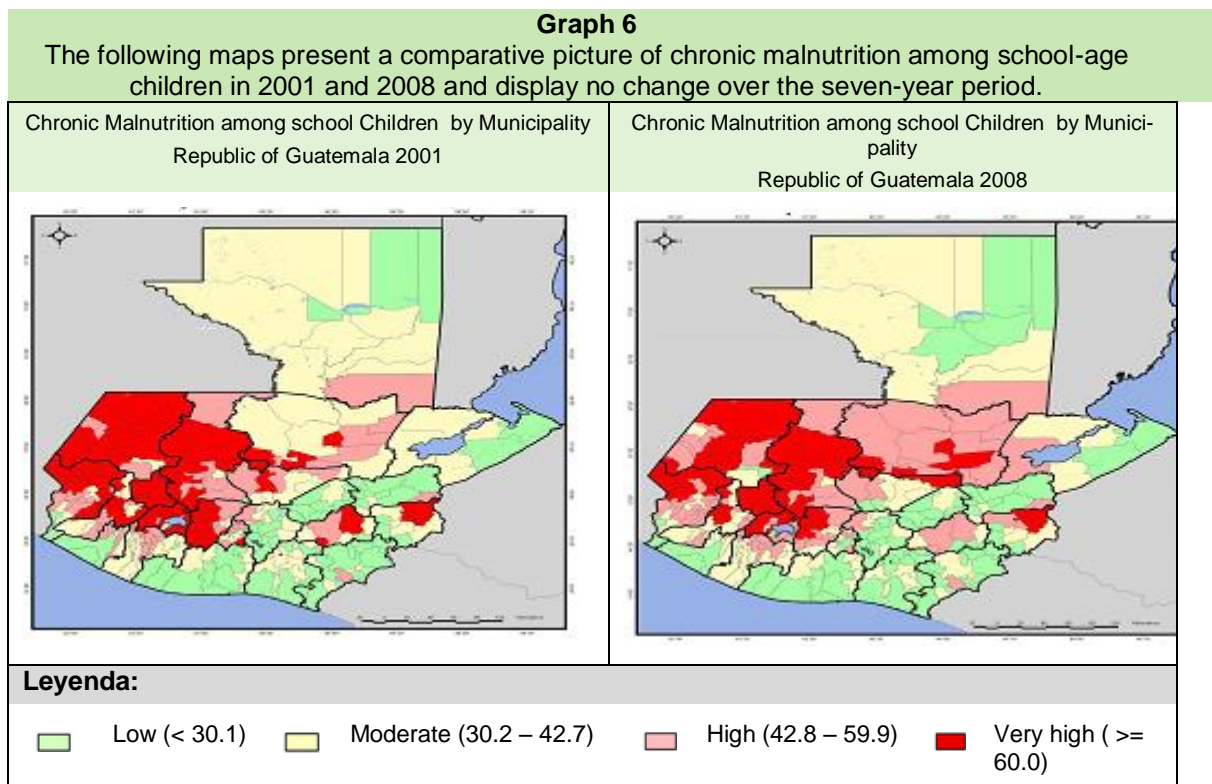 Graph 6
The following maps present a comparative picture of chronic malnutrition among school-age
children in 2001 and 2008 and display no change over the seven-year period.
Chronic Malnutrition among school Children  by Municipality
Republic of Guatemala 2001
Chronic Malnutrition among school Children  by Munici-
pality
Republic of Guatemala 2008
Leyenda:
Low (< 30.1)
Moderate (30.2 – 42.7)
High (42.8 – 59.9)
Very high ( >=
60.0)